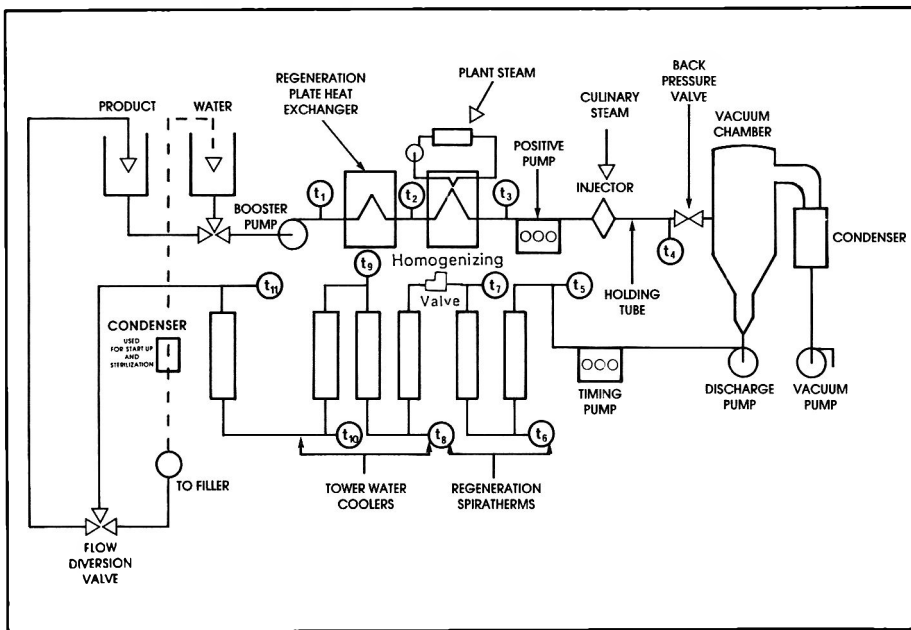 REGENERATION
PLATE HEAT
EXCHANGER
PLANT STEAM
CULINARY
STEAM
BACK
PRESSURE
VALVE
VACUUM
CHAMBER
PRODUCT
WATER
POSITIVE
PUMP
INJECTOR
BOOSTER
PUMP
t1
t2
t3
t4
CONDENSER
HOLDING
TUBE
Homogenizing
Valve
t9
t11
t7
t5
CONDENSER
USED
FOR START UP
AND
STERILIZATION
TIMING
PUMP
DISCHARGE
PUMP
VACUUM
PUMP
t10
t8
t6
TO FILLER
TOWER WATER
COOLERS
REGENERATION
SPIRATHERMS
FLOW
DIVERSION
VALVE